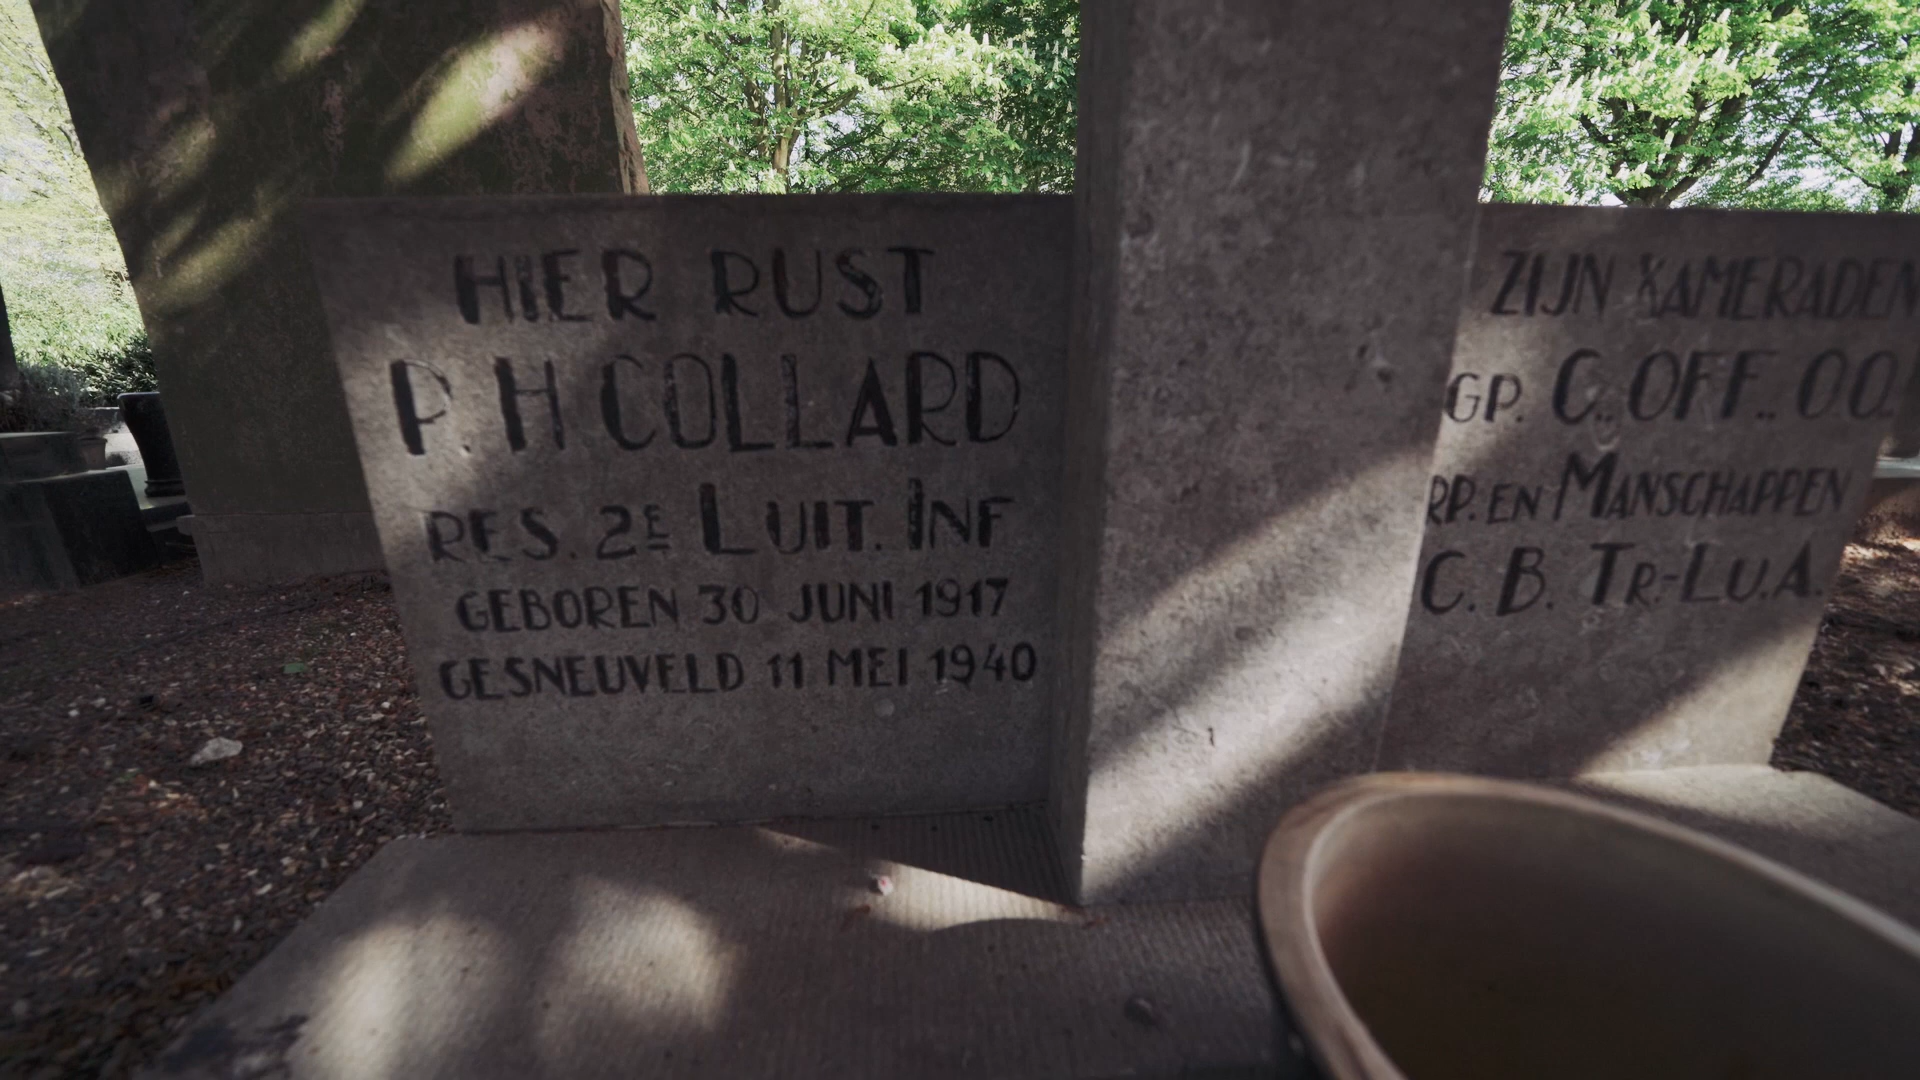 HIER RUST
P. H COLLARD
RES. 2E LUIT. INF
GEBOREN 30 JUNI 1917
GESNEUVELD 11 MEI 1940
ZIJN KAMERADEN
GP. C.. OFF.. OO.
RP. EN MANSCHAPPEN
C. B. TR.-LU.A.